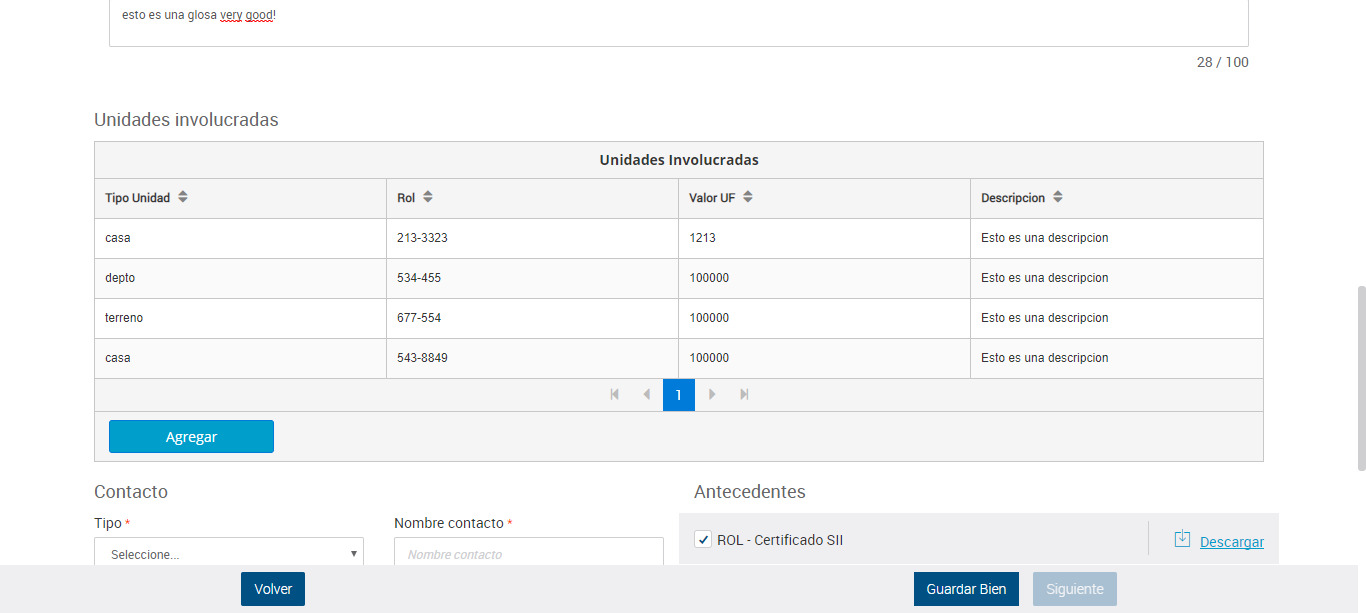 esto es una glosa very good!
28 / 100
Unidades involucradas
Unidades Involucradas
Tipo Unidad Rol Valor UF Descripcion
casa 213-3323 1213 Esto es una descripcion
depto 534-455 100000 Esto es una descripcion
terreno 677-554 100000 Esto es una descripcion
casa 543-8849 100000 Esto es una descripcion
1
Agregar
Contacto Antecedentes
Tipo * Nombre contacto *
Seleccione... Nombre contacto ROL - Certificado SII Descargar
Volver Guardar Bien Siguiente